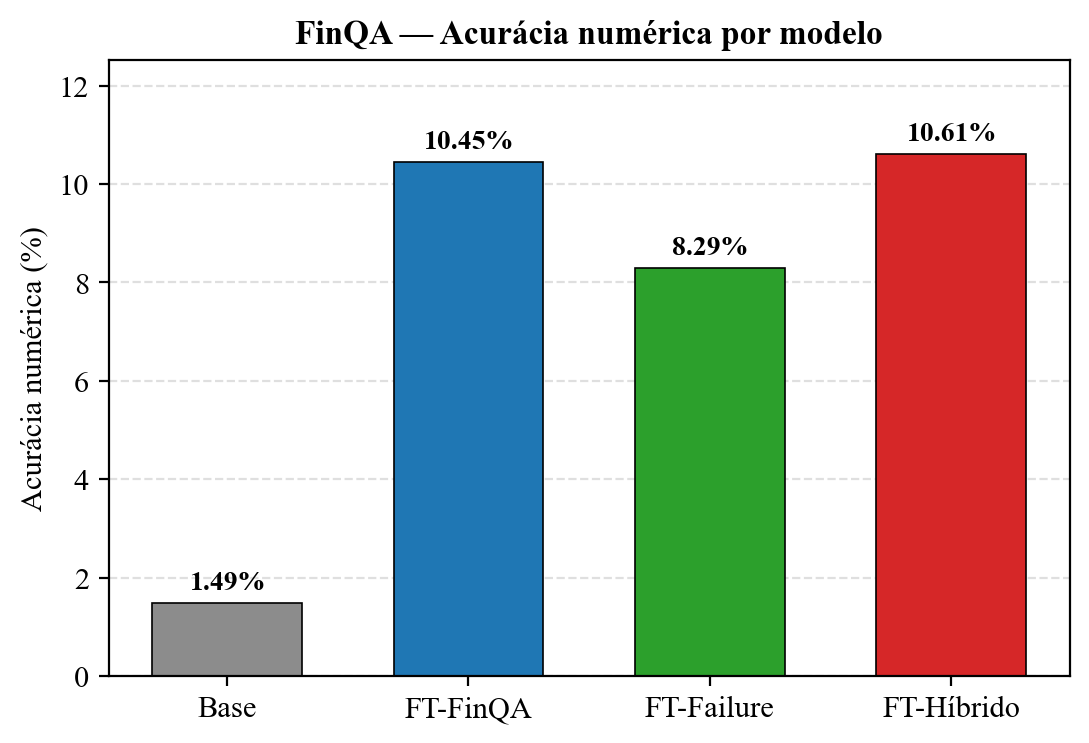 FinQA — Acurácia numérica por modelo
Acurácia numérica (%)
12
10
8
6
4
2
0
1.49%
10.45%
8.29%
10.61%
Base
FT-FinQA
FT-Failure
FT-Híbrido